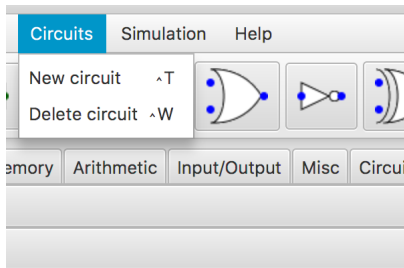 Circuits Simulation Help
New circuit ^T
Delete circuit ^W
emory Arithmetic Input/Output Misc Circui